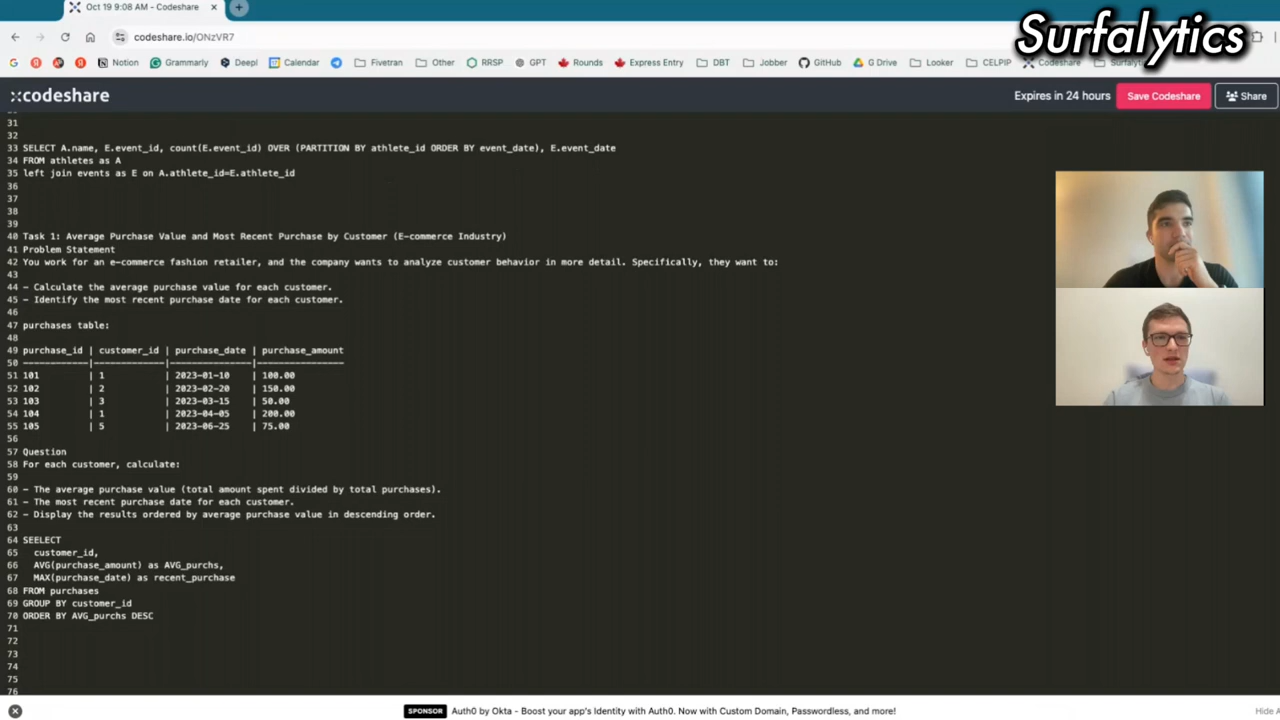 Oct 19 9:08 AM - Codeshare
Surfalytics
codeshare.io/ONzVR7
Notion Grammarly Deepl Calendar Fivetran Other RRSP GPT Rounds Express Entry DBT Jobber GitHub G Drive Looker CELPIP Codeshare
codeshare
Expires in 24 hours Save Codeshare Share
31
32
33 SELECT A.name, E.event_id, count(E.event_id) OVER (PARTITION BY athlete_id ORDER BY event_date), E.event_date
34 FROM athletes as A
35 left join events as E on A.athlete_id=E.athlete_id
36
37
38
39
40 Task 1: Average Purchase Value and Most Recent Purchase by Customer (E-commerce Industry)
41 Problem Statement
42 You work for an e-commerce fashion retailer, and the company wants to analyze customer behavior in more detail. Specifically, they want to:
43
44 - Calculate the average purchase value for each customer.
45 - Identify the most recent purchase date for each customer.
46
47 purchases table:
48
49 purchase_id | customer_id | purchase_date | purchase_amount
50 ------------|-------------|---------------|----------------
51 101 | 1 | 2023-01-10 | 100.00
52 102 | 2 | 2023-02-20 | 150.00
53 103 | 3 | 2023-03-15 | 50.00
54 104 | 1 | 2023-04-05 | 200.00
55 105 | 5 | 2023-06-25 | 75.00
56
57 Question
58 For each customer, calculate:
59
60 - The average purchase value (total amount spent divided by total purchases).
61 - The most recent purchase date for each customer.
62 - Display the results ordered by average purchase value in descending order.
63
64 SEELECT
65 customer_id,
66 AVG(purchase_amount) as AVG_purchs,
67 MAX(purchase_date) as recent_purchase
68 FROM purchases
69 GROUP BY customer_id
70 ORDER BY AVG_purchs DESC
71
72
73
74
75
76
SPONSOR Auth0 by Okta - Boost your app's Identity with Auth0. Now with Custom Domain, Passwordless, and more!
Hide